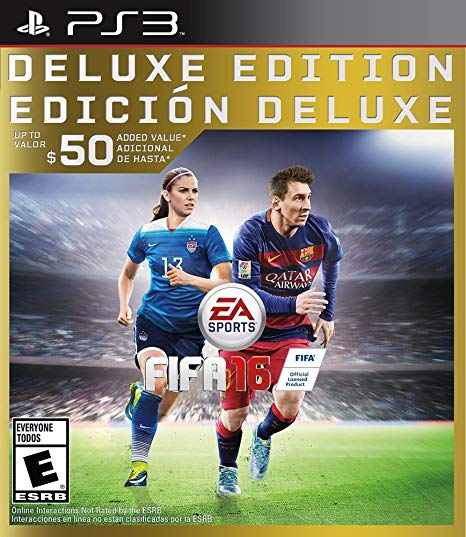 PS3
DELUXE EDITION
EDICIÓN DELUXE
UP TO
VALOR
$50
ADDED VALUE*
ADICIONAL
DE HASTA*
13
QATAR
AIRWAYS
EA
SPORTS
FIFA 16
FIFA
Official
Licensed
Product
EVERYONE
TODOS
E
ESRB
Online Interactions Not Rated by the ESRB
Interacciones en línea no están clasificadas por la ESRB